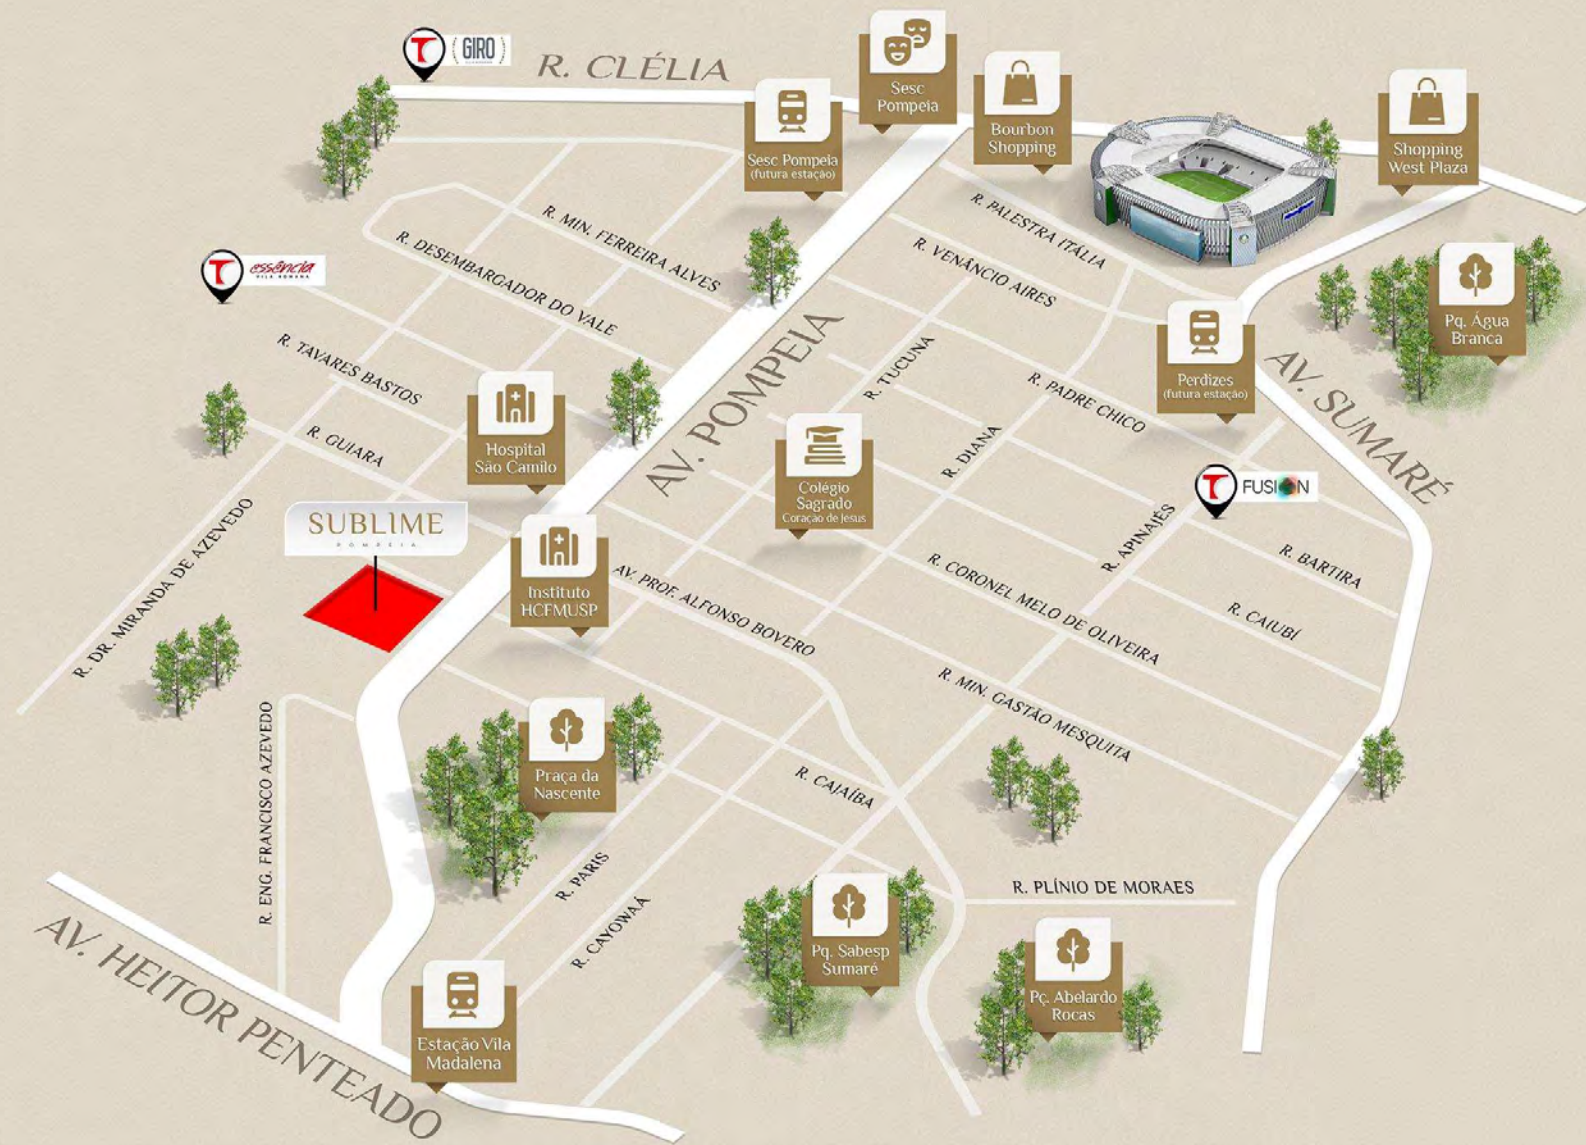 T
(GIRO)
R. CLÉLIA
Sesc
Pompeia
Bourbon
Shopping
Sesc Pompeia
(futura estação)
Shopping
West Plaza
R. PALESTRA ITÁLIA
R. MIN. FERREIRA ALVES
R. DESEMBARGADOR DO VALE
R. VENÂNCIO AIRES
T
essência
VILA ROMANA
Pq. Água
Branca
R. TAVARES BASTOS
AV. POMPEIA
R. TUCUNA
R. PADRE CHICO
Perdizes
(futura estação)
AV. SUMARÉ
R. GUIARA
Hospital
São Camilo
R. DIANA
Colégio
Sagrado
Coração de Jesus
T
FUSION
SUBLIME
POMPEIA
R. DR. MIRANDA DE AZEVEDO
Instituto
HCFMUSP
AV. PROF. ALFONSO BOVERO
R. CORONEL MELO DE OLIVEIRA
R. APINAJÉS
R. BARTIRA
R. CAIUBÍ
R. MIN. GASTÃO MESQUITA
R. ENG. FRANCISCO AZEVEDO
Praça da
Nascente
R. CAJAÍBA
R. PARIS
R. CAYOWAÁ
R. PLÍNIO DE MORAES
Pq. Sabesp
Sumaré
Pç. Abelardo
Rocas
AV. HEITOR PENTEADO
Estação Vila
Madalena